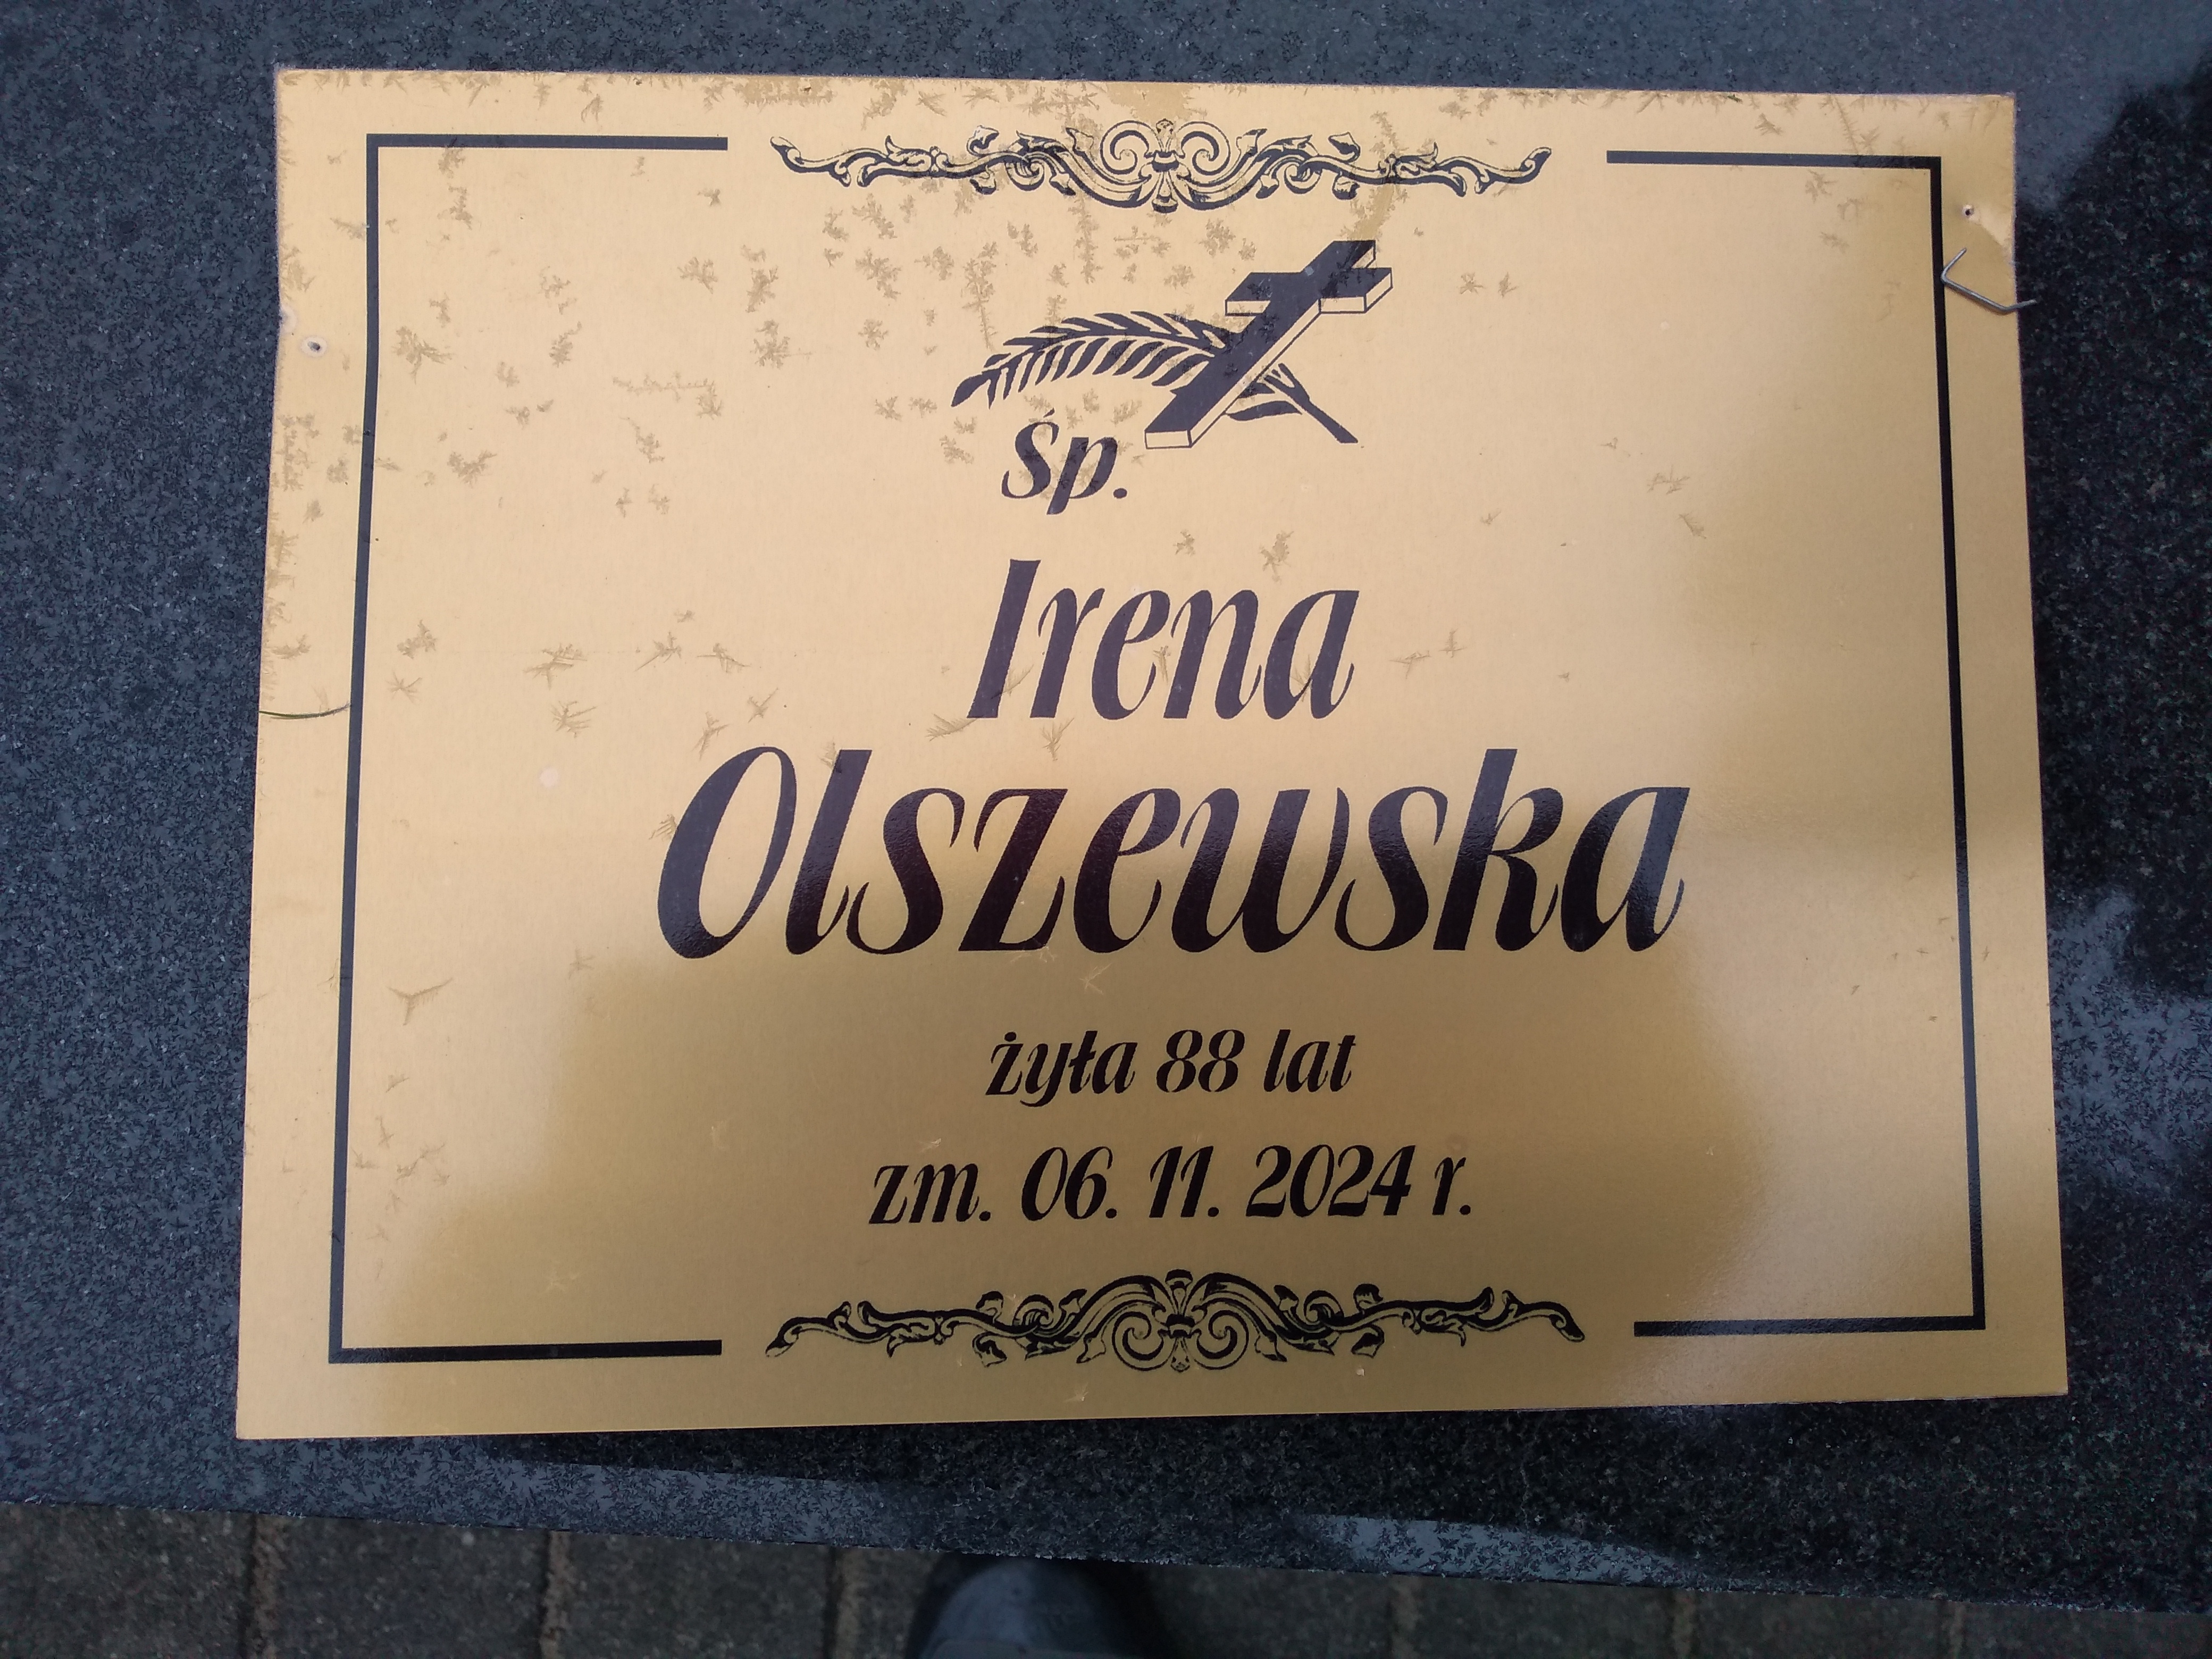 Śp.
Irena
Olszewska
żyła 88 lat
zm. 06. 11. 2024 r.